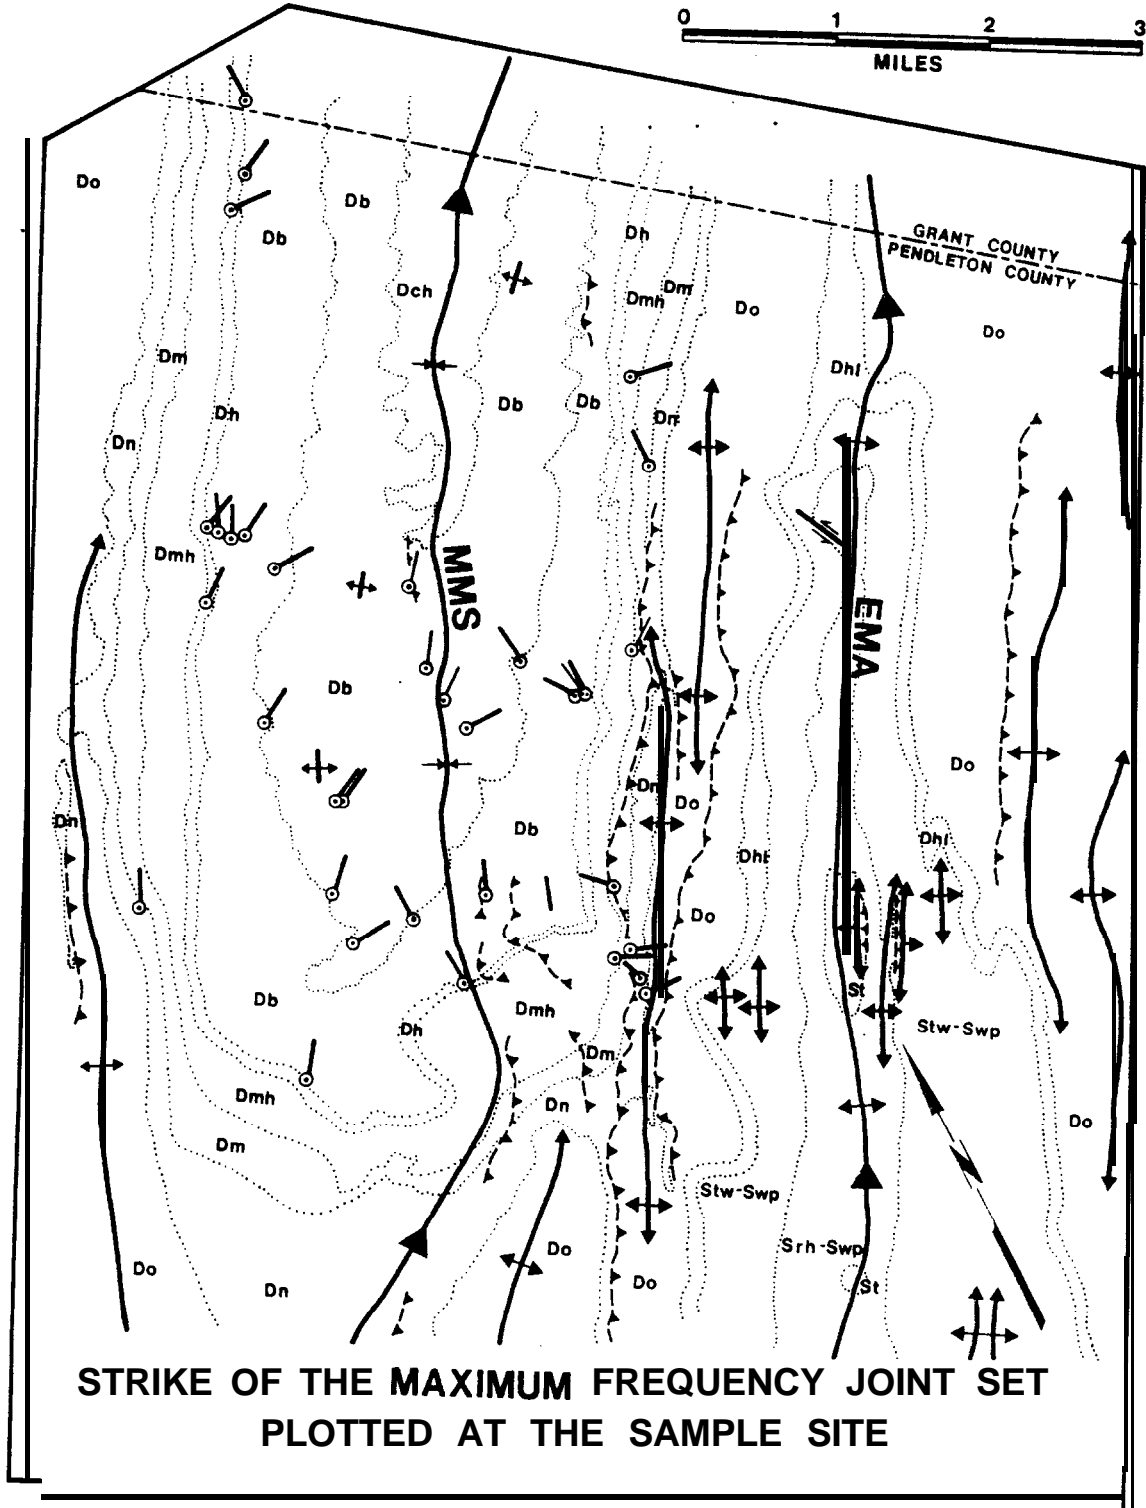 0 1 2 3
MILES
Do
Db
Db
Dh
GRANT COUNTY
PENDLETON COUNTY
Dch
Dm
Dmh
Do
Do
Dm
Dhl
Db
Db
Dh
Dn
Dmh
MMS
EMA
Db
Do
Dn
Do
Dn
Db
Dhl
Dhl
Do
Db
St
Dmh
Stw-Swp
Dh
Dm
Dmh
Dn
Do
Dm
Stw-Swp
Srh-Swp
Do
Do
St
Dn
Do
STRIKE OF THE MAXIMUM FREQUENCY JOINT SET
PLOTTED AT THE SAMPLE SITE